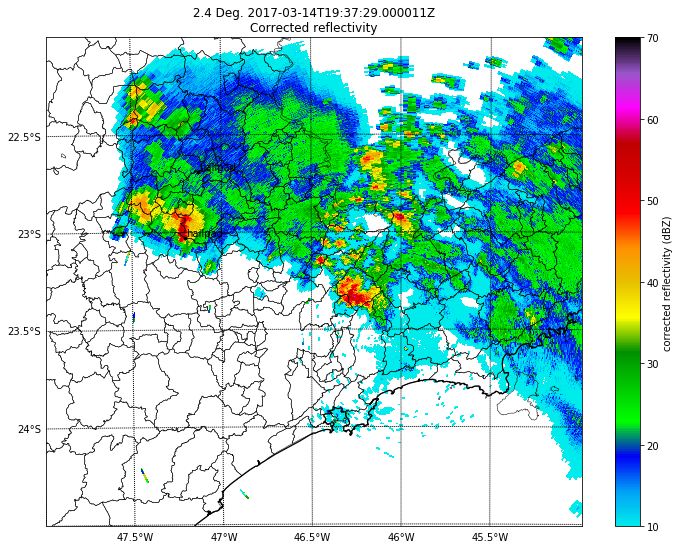 2.4 Deg. 2017-03-14T19:37:29.000011Z
Corrected reflectivity
22.5°S
23°S
23.5°S
24°S
47.5°W
47°W
46.5°W
46°W
45.5°W
70
60
50
40
30
20
10
corrected reflectivity (dBZ)